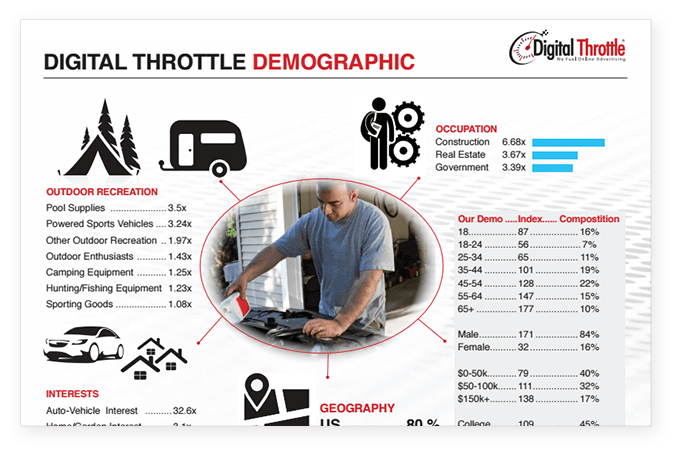 DIGITAL THROTTLE DEMOGRAPHIC
Digital Throttle
We Fuel Online Advertising
OCCUPATION
Construction 6.68x
Real Estate 3.67x
Government 3.39x
OUTDOOR RECREATION
Pool Supplies ..................... 3.5x
Powered Sports Vehicles .... 3.24x
Other Outdoor Recreation .. 1.97x
Outdoor Enthusiasts ............ 1.43x
Camping Equipment ............ 1.25x
Hunting/Fishing Equipment 1.23x
Sporting Goods ................... 1.08x
Our Demo .....Index...... Compostition
18.................87 ................. 16%
18-24 ............56 ................. 7%
25-34 ............65 ................. 11%
35-44 ............101 ............... 19%
45-54 ............128 ............... 22%
55-64 ............147 ............... 15%
65+ ...............177 ............... 10%
Male..............171 ............... 84%
Female..........32 ................. 16%
$0-50k..........79 ................. 40%
$50-100k......111................ 32%
$150k+.........138 ............... 17%
College 109 45%
INTERESTS
Auto-Vehicle Interest ..........32.6x
Home/Garden Interest 3.1x
GEOGRAPHY
US 80 %